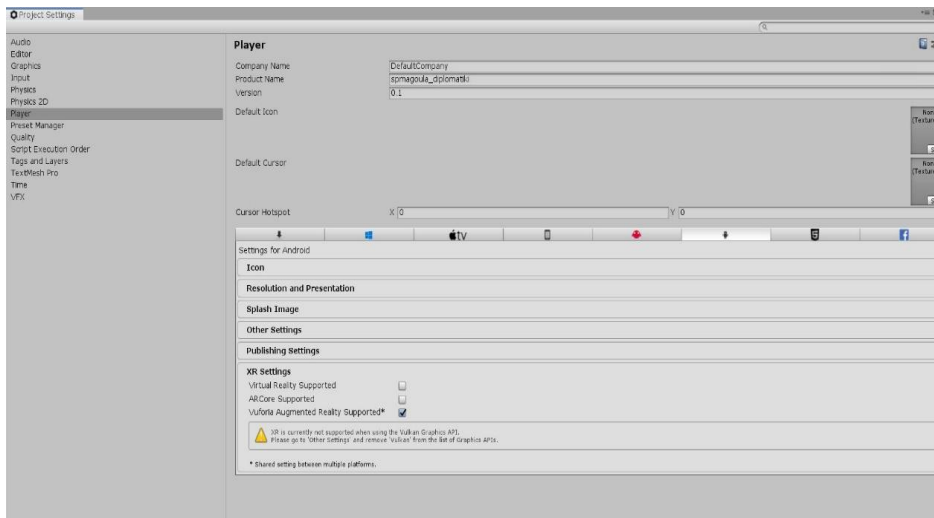 Project Settings
Audio
Editor
Graphics
Input
Physics
Physics 2D
Player
Preset Manager
Quality
Script Execution Order
Tags and Layers
TextMesh Pro
Time
VFX
Player
Company Name DefaultCompany
Product Name spmagoula_diplomatiki
Version 0.1
Default Icon
Default Cursor
Cursor Hotspot X 0 Y 0
tv
Settings for Android
Icon
Resolution and Presentation
Splash Image
Other Settings
Publishing Settings
XR Settings
Virtual Reality Supported
ARCore Supported
Vuforia Augmented Reality Supported*
XR is currently not supported when using the Vulkan Graphics API.
Please go to 'Other Settings' and remove 'Vulkan' from the list of Graphics APIs.
* Shared setting between multiple platforms.